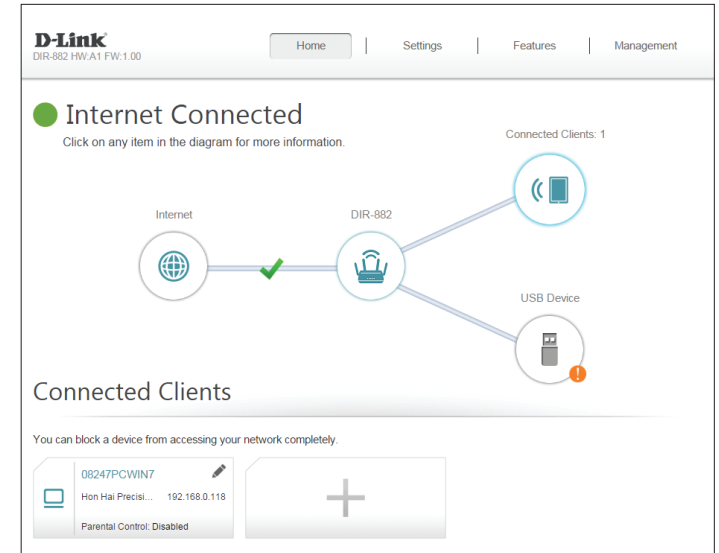 D-Link
DIR-882 HW:A1 FW:1.00
Home Settings Features Management
Internet Connected
Click on any item in the diagram for more information.
Connected Clients: 1
Internet
DIR-882
USB Device
Connected Clients
You can block a device from accessing your network completely.
08247PCWIN7
Hon Hai Precisi... 192.168.0.118
Parental Control: Disabled